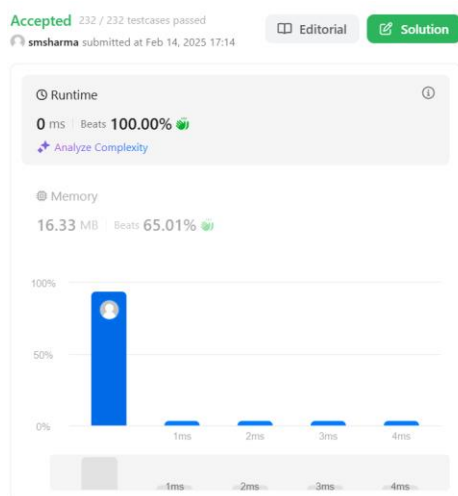 Accepted 232 / 232 testcases passed
smsharma submitted at Feb 14, 2025 17:14
Editorial
Solution
Runtime
0 ms Beats 100.00%
Analyze Complexity
Memory
16.33 MB Beats 65.01%
100%
50%
0%
1ms 2ms 3ms 4ms
1ms 2ms 3ms 4ms